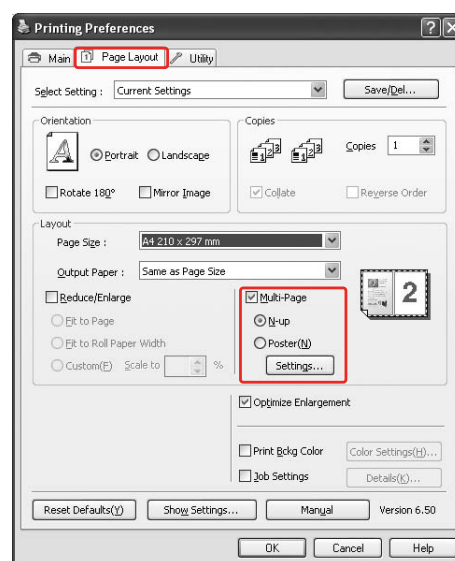 Printing Preferences
Main Page Layout Utility
Select Setting : Current Settings Save/Del...
Orientation
A Portrait Landscape
Rotate 180° Mirror Image
Copies
Copies 1
Collate Reverse Order
Layout
Page Size : A4 210 x 297 mm
Output Paper : Same as Page Size
Reduce/Enlarge
Fit to Page
Fit to Roll Paper Width
Custom(F) Scale to %
Multi-Page
N-up
Poster(N)
Settings...
2
Optimize Enlargement
Print Bckg Color Color Settings(H)...
Job Settings Details(K)...
Reset Defaults(Y) Show Settings... Manual Version 6.50
OK Cancel Help